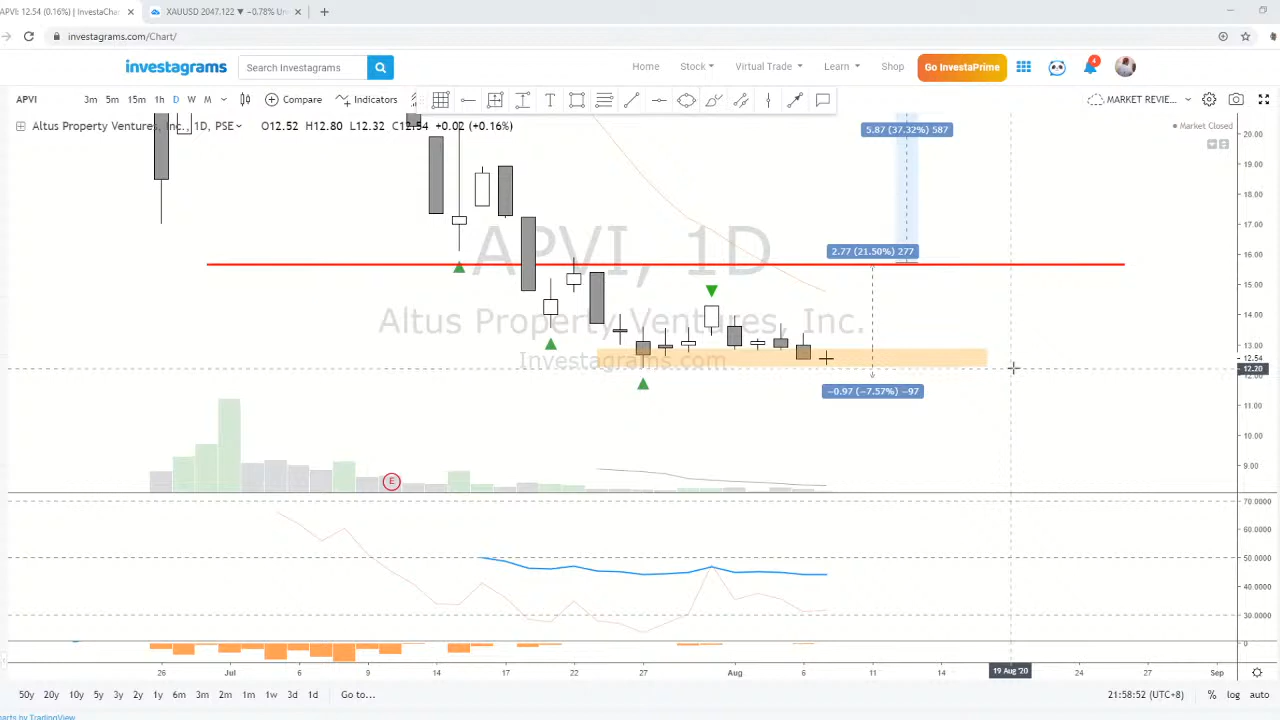 APVI: 12.54 (0.16%) | InvestaChar
XAUUSD 2047.122 ▼ −0.78% Un
investagrams.com/Chart/
investagrams
Search Investagrams
Home
Stock
Virtual Trade
Learn
Shop
Go InvestaPrime
4
APVI
3m 5m 15m 1h D W M
Compare
Indicators
MARKET REVIE...
Altus Property Ventures, Inc., 1D, PSE
O12.52 H12.80 L12.32 C12.54 +0.02 (+0.16%)
Market Closed
5.87 (37.32%) 587
2.77 (21.50%) 277
−0.97 (−7.57%) −97
APVI, 1D
Altus Property Ventures, Inc.
Investagrams.com
E
20.00
19.00
18.00
17.00
16.00
15.00
14.00
13.00
12.54
12.20
12.00
11.00
10.00
9.00
70.0000
60.0000
50.0000
40.0000
30.0000
0
26 Jul 9 14 17 22 27 Aug 6 11 19 Aug '20 24 27 Sep
50y 20y 10y 5y 3y 2y 1y 6m 3m 2m 1m 1w 3d 1d Go to...
21:58:52 (UTC+8) % log auto
harts by TradingView